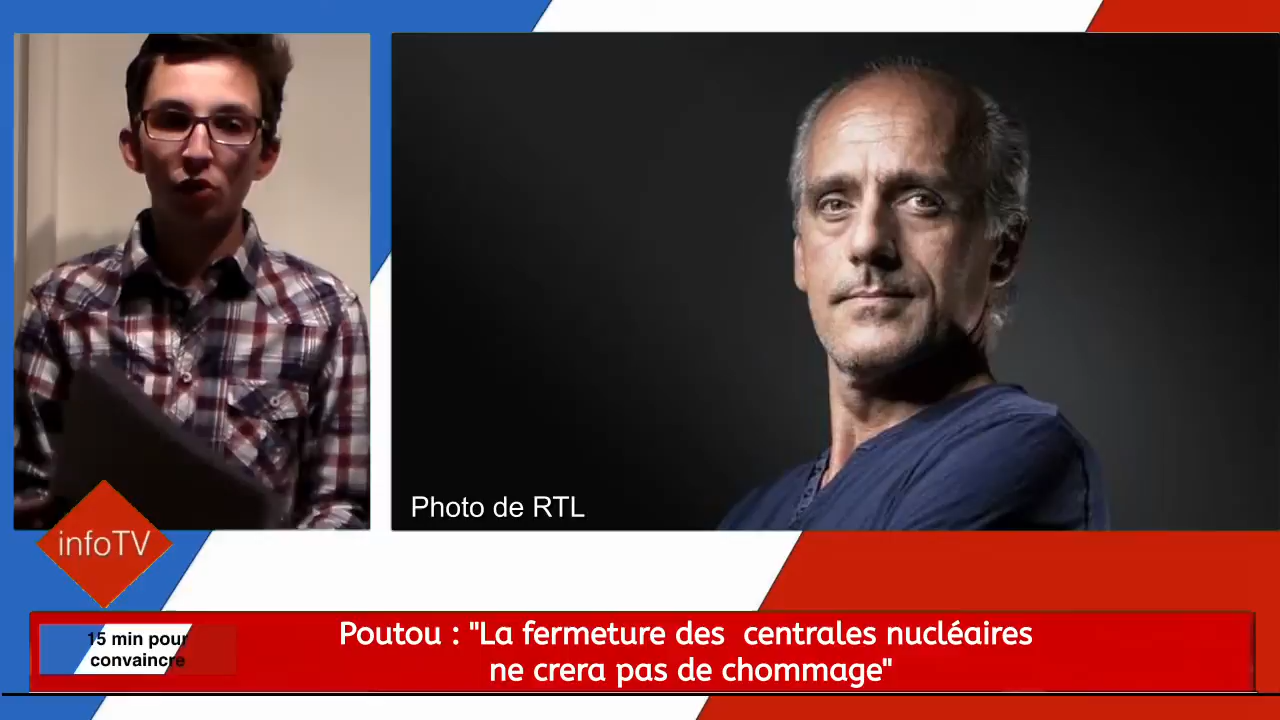 Photo de RTL
infoTV
15 min pour
convaincre
Poutou : "La fermeture des  centrales nucléaires
ne crera pas de chommage"